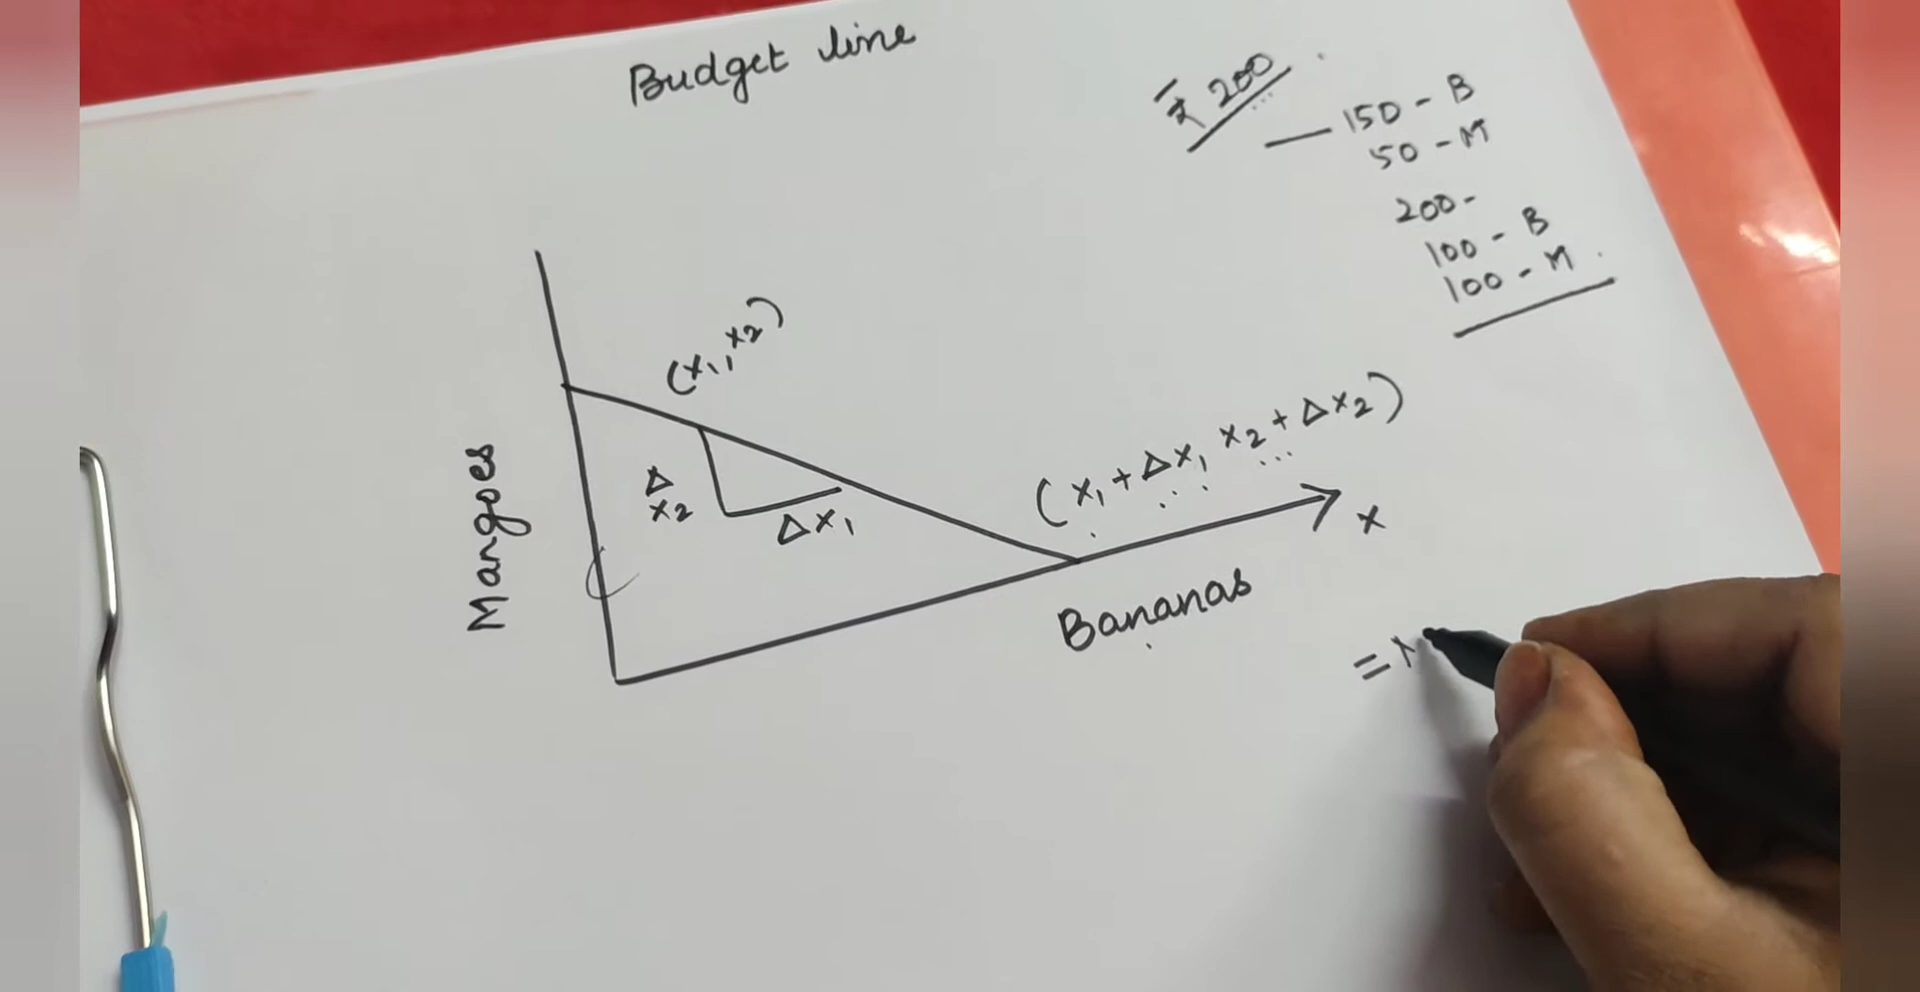 Budget line
₹ 200
150 - B
50 - M
200-
100 - B
100 - M
(x₁, x₂)
(x₁ + Δx₁ x₂ + Δx₂)
Mangoes
Δ
x₂
Δx₁
x
Bananas
=